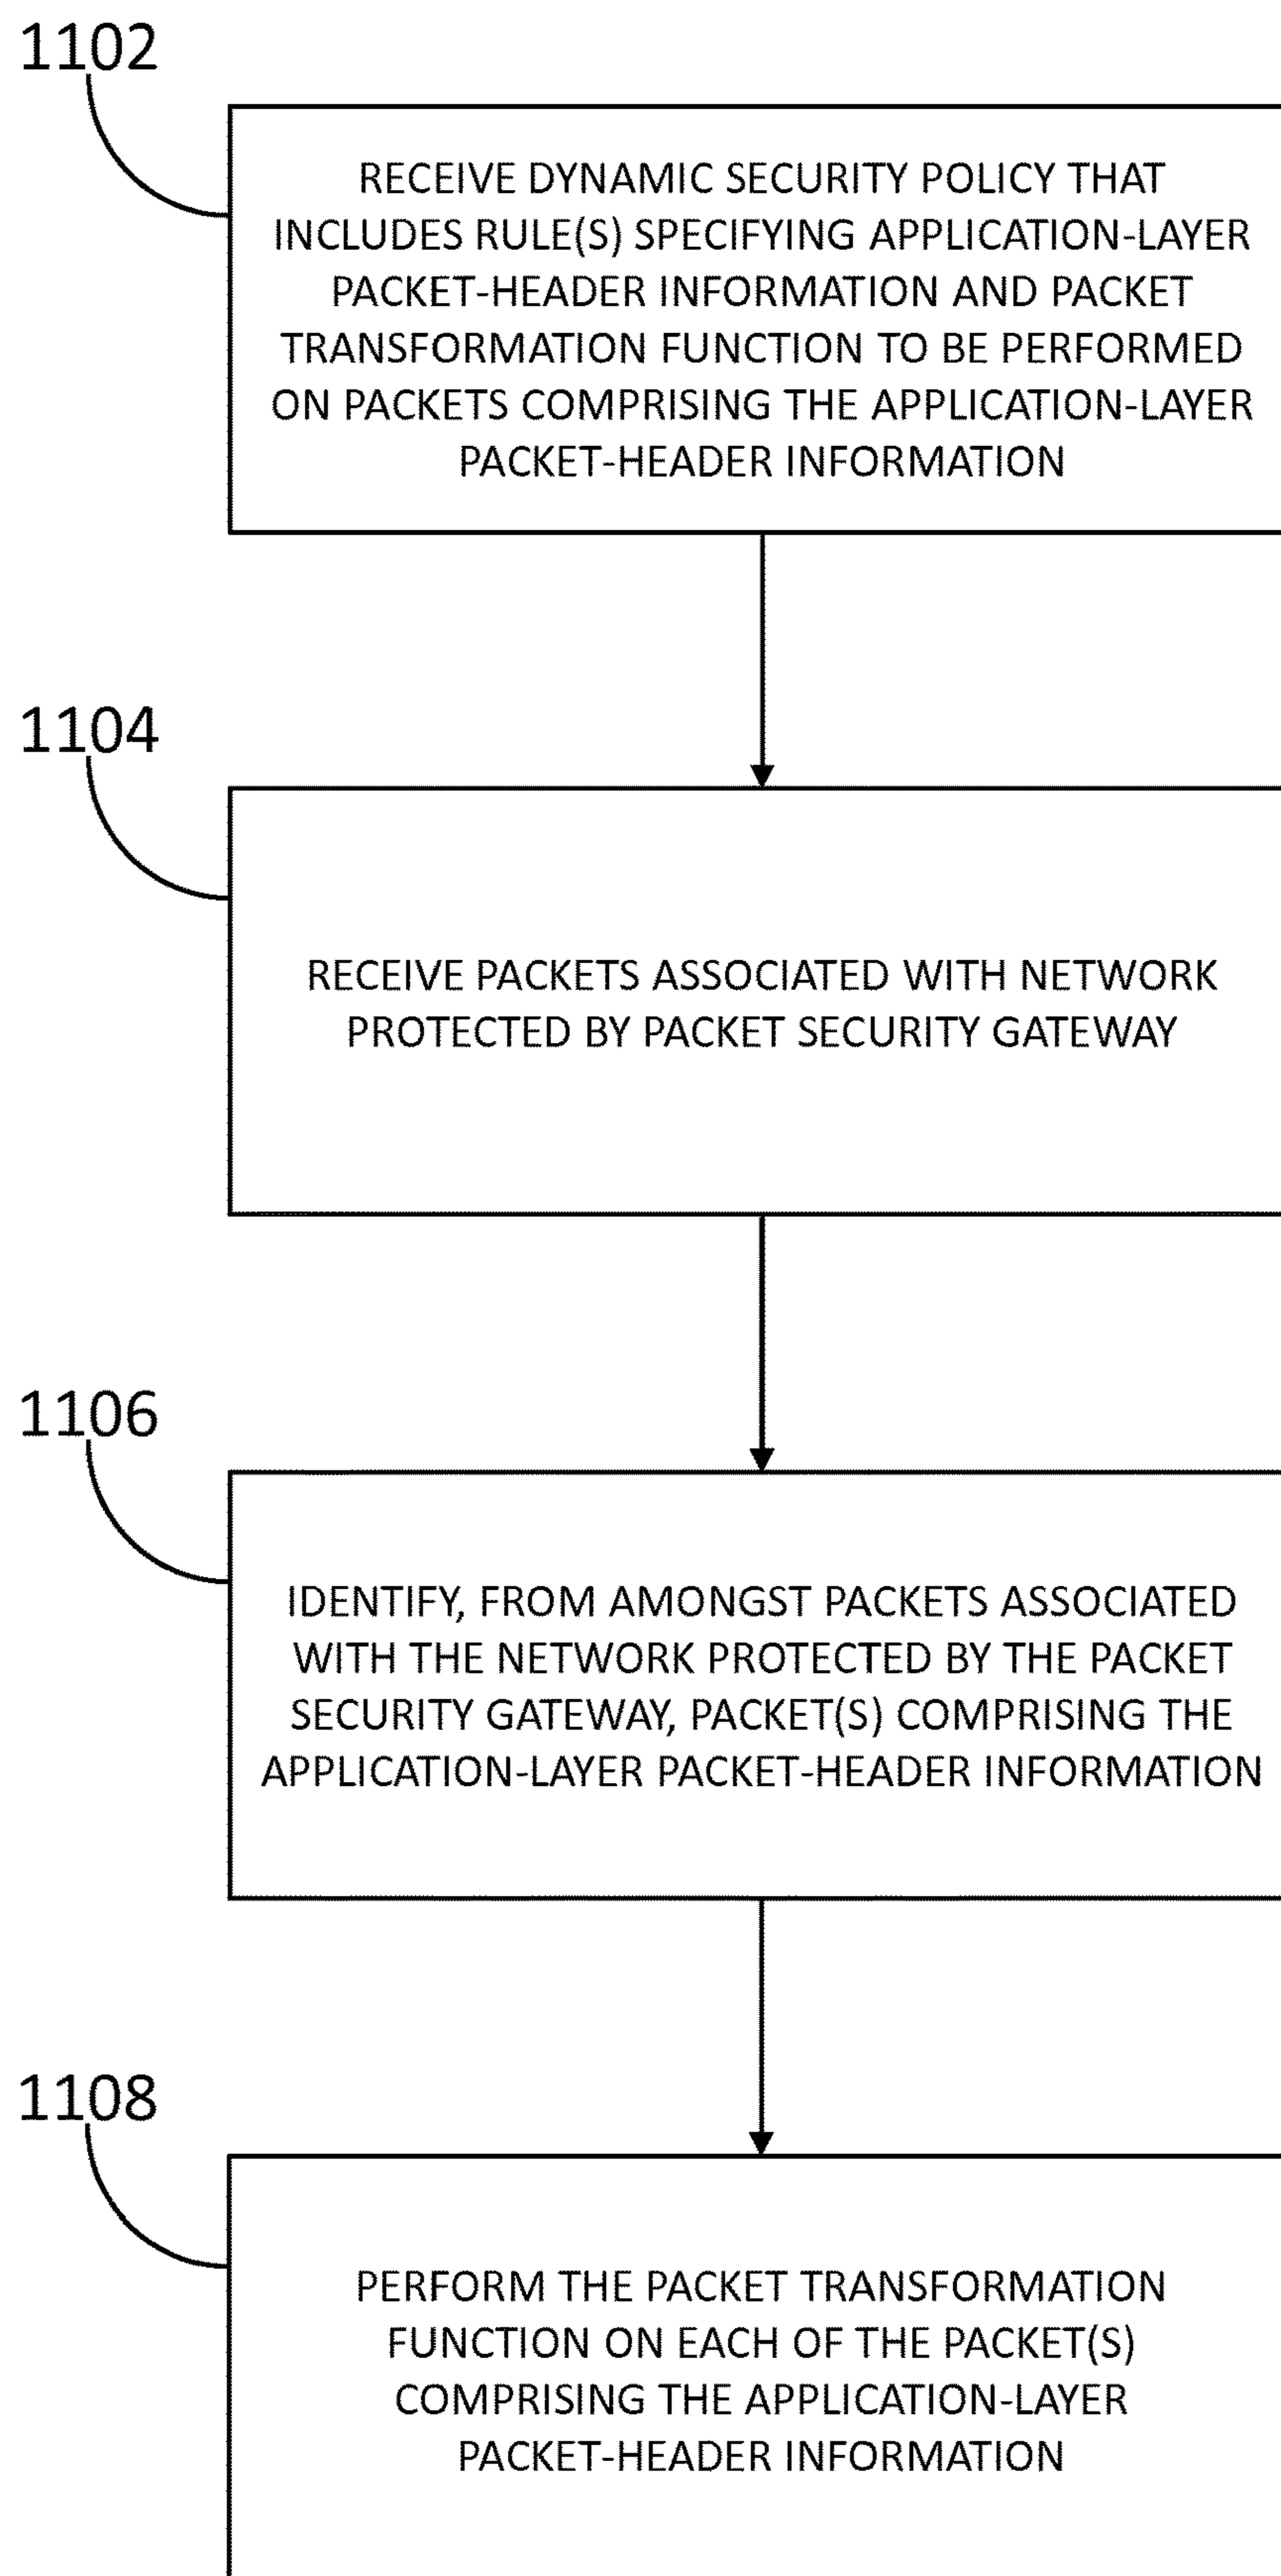 1102
RECEIVE DYNAMIC SECURITY POLICY THAT
INCLUDES RULE(S) SPECIFYING APPLICATION-LAYER
PACKET-HEADER INFORMATION AND PACKET
TRANSFORMATION FUNCTION TO BE PERFORMED
ON PACKETS COMPRISING THE APPLICATION-LAYER
PACKET-HEADER INFORMATION
1104
RECEIVE PACKETS ASSOCIATED WITH NETWORK
PROTECTED BY PACKET SECURITY GATEWAY
1106
IDENTIFY, FROM AMONGST PACKETS ASSOCIATED
WITH THE NETWORK PROTECTED BY THE PACKET
SECURITY GATEWAY, PACKET(S) COMPRISING THE
APPLICATION-LAYER PACKET-HEADER INFORMATION
1108
PERFORM THE PACKET TRANSFORMATION
FUNCTION ON EACH OF THE PACKET(S)
COMPRISING THE APPLICATION-LAYER
PACKET-HEADER INFORMATION